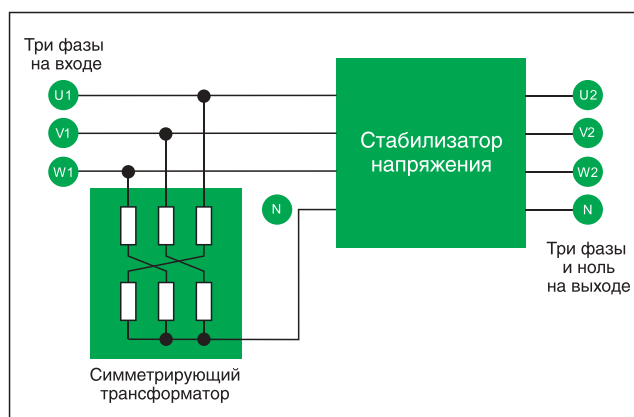 Три фазы
на входе
U1
V1
W1
N
Стабилизатор
напряжения
U2
V2
W2
N
Три фазы
и ноль
на выходе
Симметрирующий
трансформатор